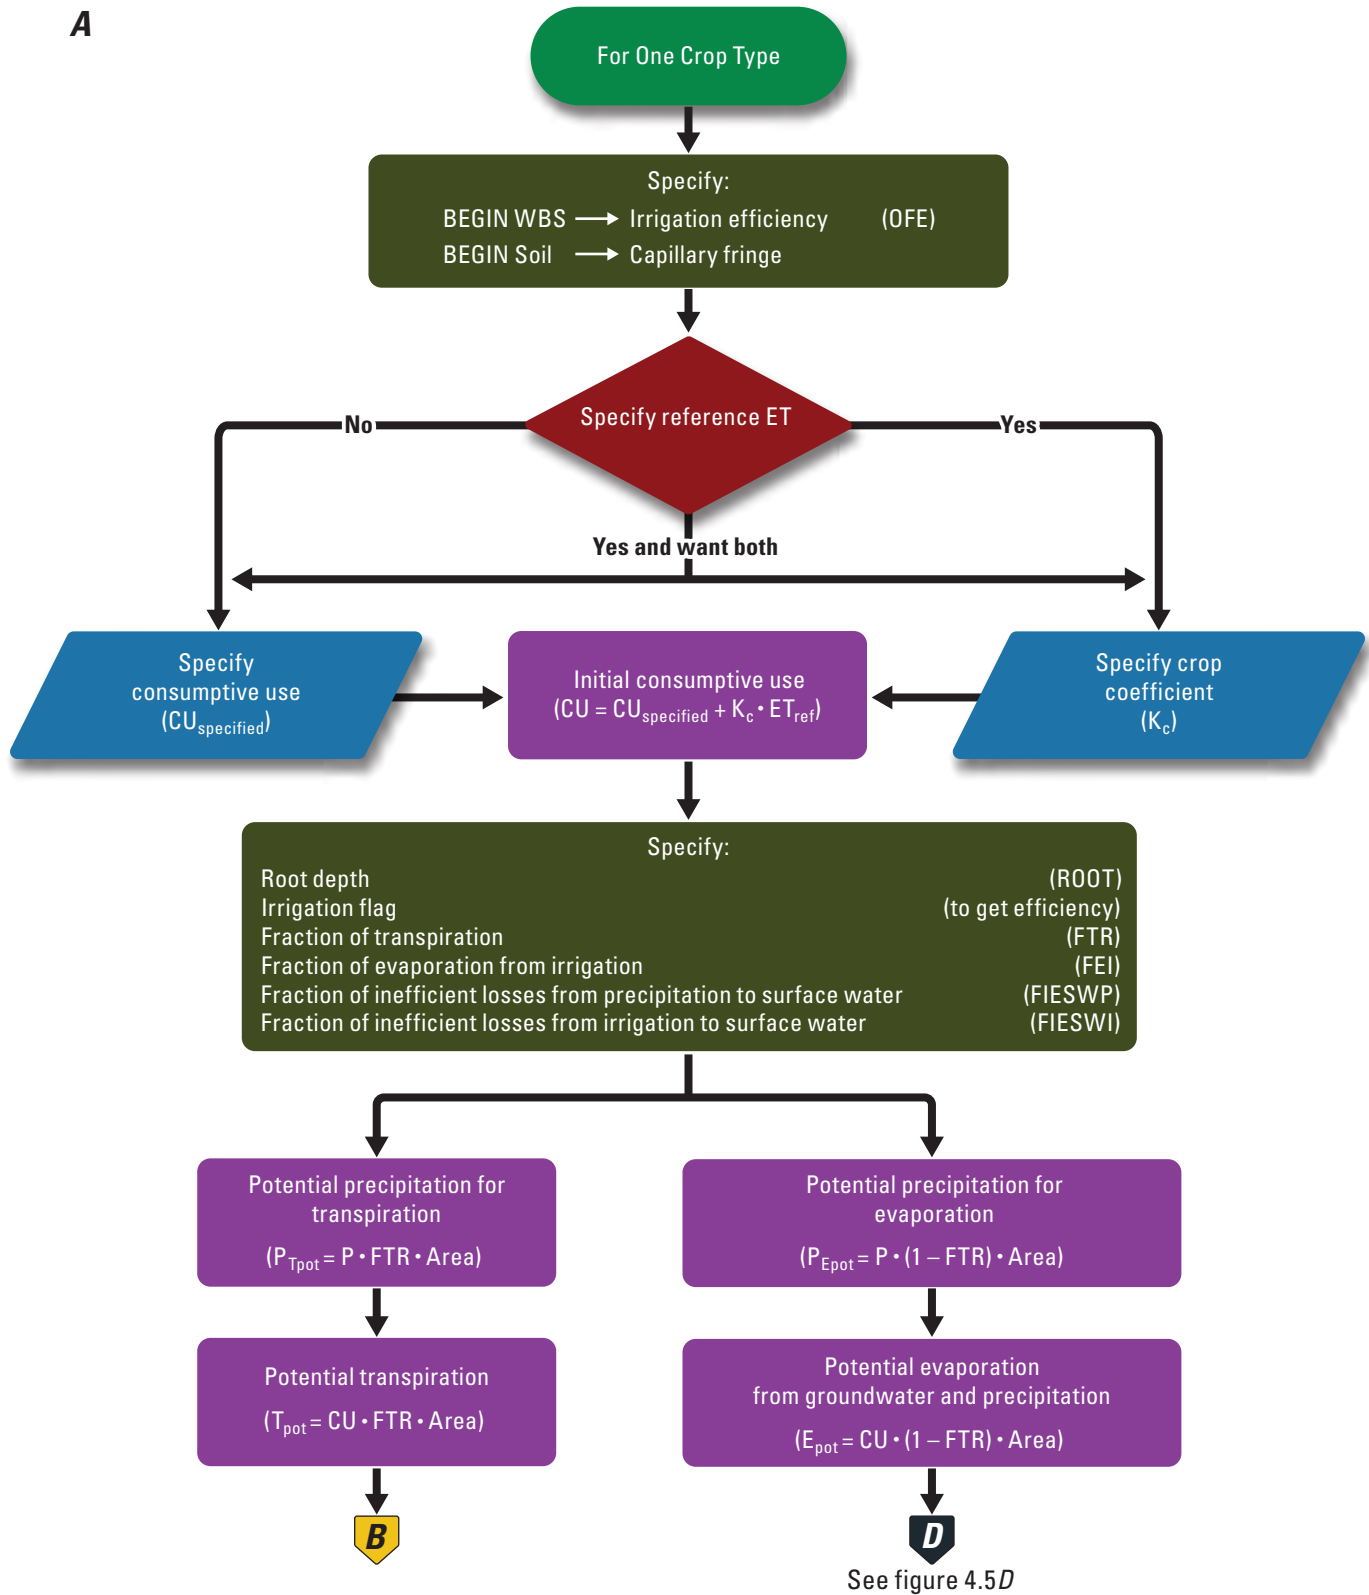 A
For One Crop Type
Specify:
BEGIN WBS → Irrigation efficiency (OFE)
BEGIN Soil → Capillary fringe
Specify reference ET
No
Yes
Yes and want both
Specify
consumptive use
(CUspecified)
Initial consumptive use
(CU = CUspecified + Kc • ETref)
Specify crop
coefficient
(Kc)
Specify:
Root depth (ROOT)
Irrigation flag (to get efficiency)
Fraction of transpiration (FTR)
Fraction of evaporation from irrigation (FEI)
Fraction of inefficient losses from precipitation to surface water (FIESWP)
Fraction of inefficient losses from irrigation to surface water (FIESWI)
Potential precipitation for
transpiration
(PTpot = P • FTR • Area)
Potential precipitation for
evaporation
(PEpot = P • (1 – FTR) • Area)
Potential transpiration
(Tpot = CU • FTR • Area)
Potential evaporation
from groundwater and precipitation
(Epot = CU • (1 – FTR) • Area)
B
D
See figure 4.5D